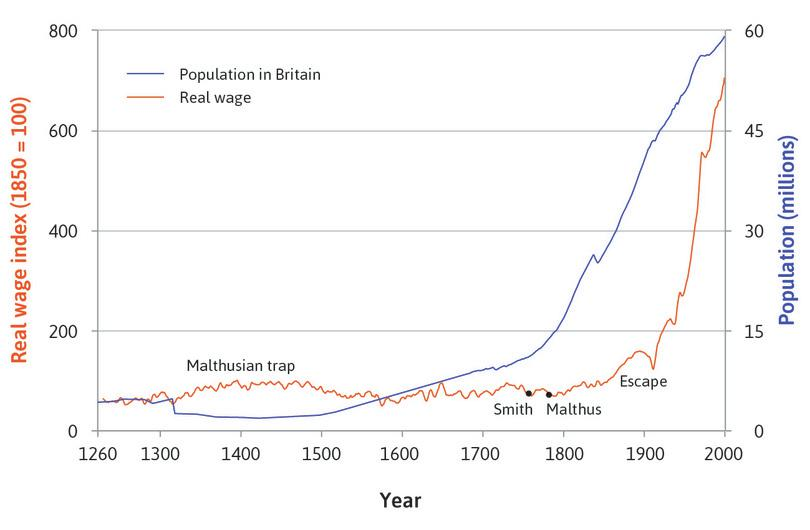 800
600
400
200
0
60
45
30
15
0
Real wage index (1850 = 100)
Population (millions)
Population in Britain
Real wage
Malthusian trap
Escape
Smith
Malthus
1260 1300 1400 1500 1600 1700 1800 1900 2000
Year